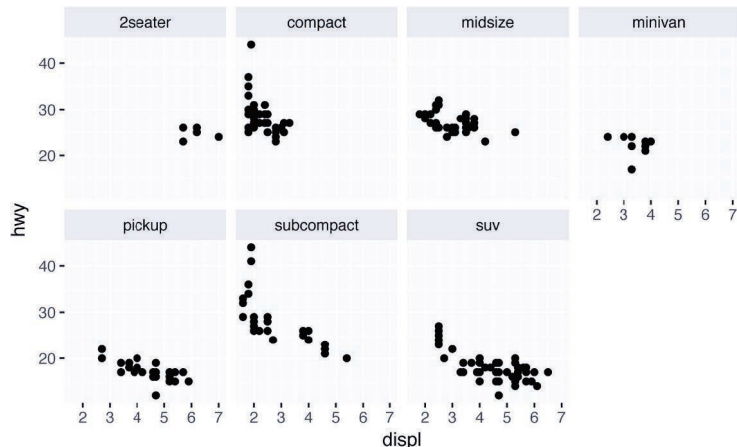 2seater compact midsize minivan
40
30
20
2 3 4 5 6 7
hwy
pickup subcompact suv
40
30
20
2 3 4 5 6 7 2 3 4 5 6 7 2 3 4 5 6 7
displ